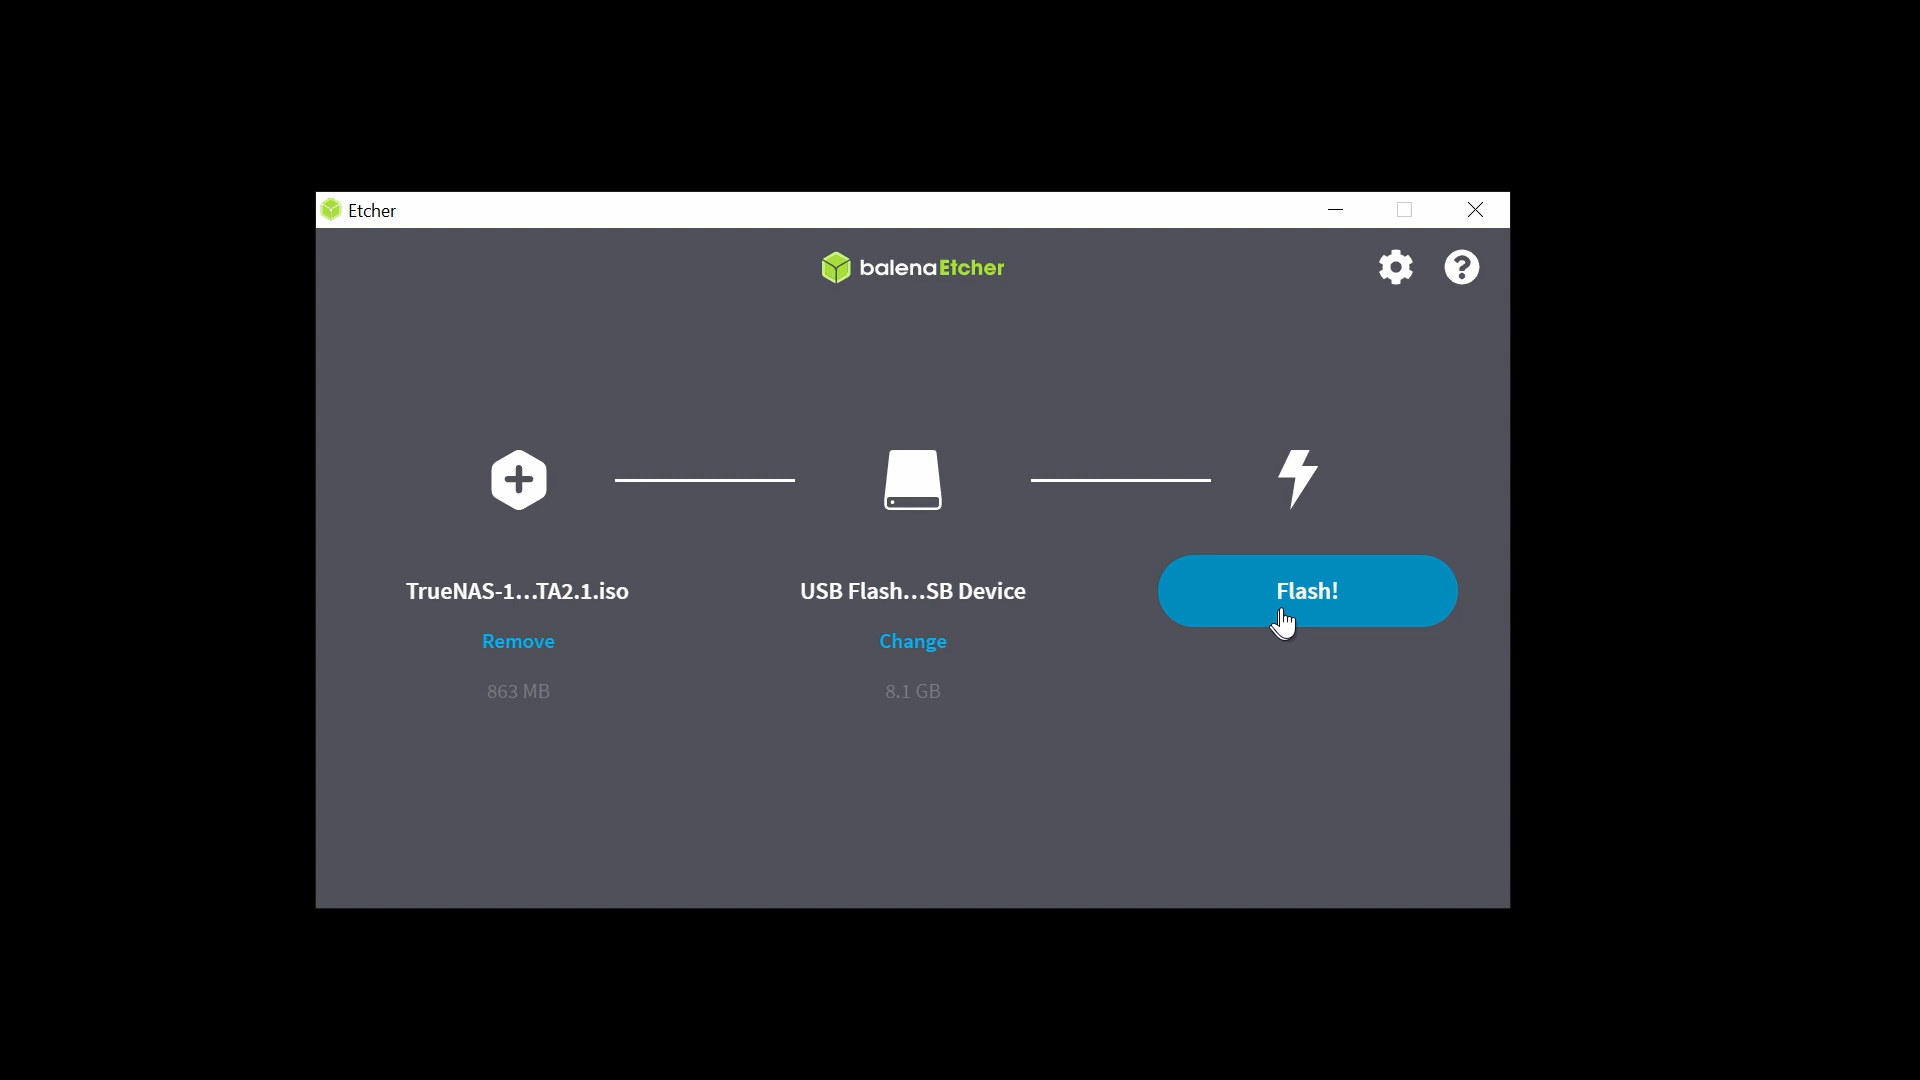 Etcher
balenaEtcher
TrueNAS-1...TA2.1.iso
USB Flash...SB Device
Flash!
Remove
Change
863 MB
8.1 GB